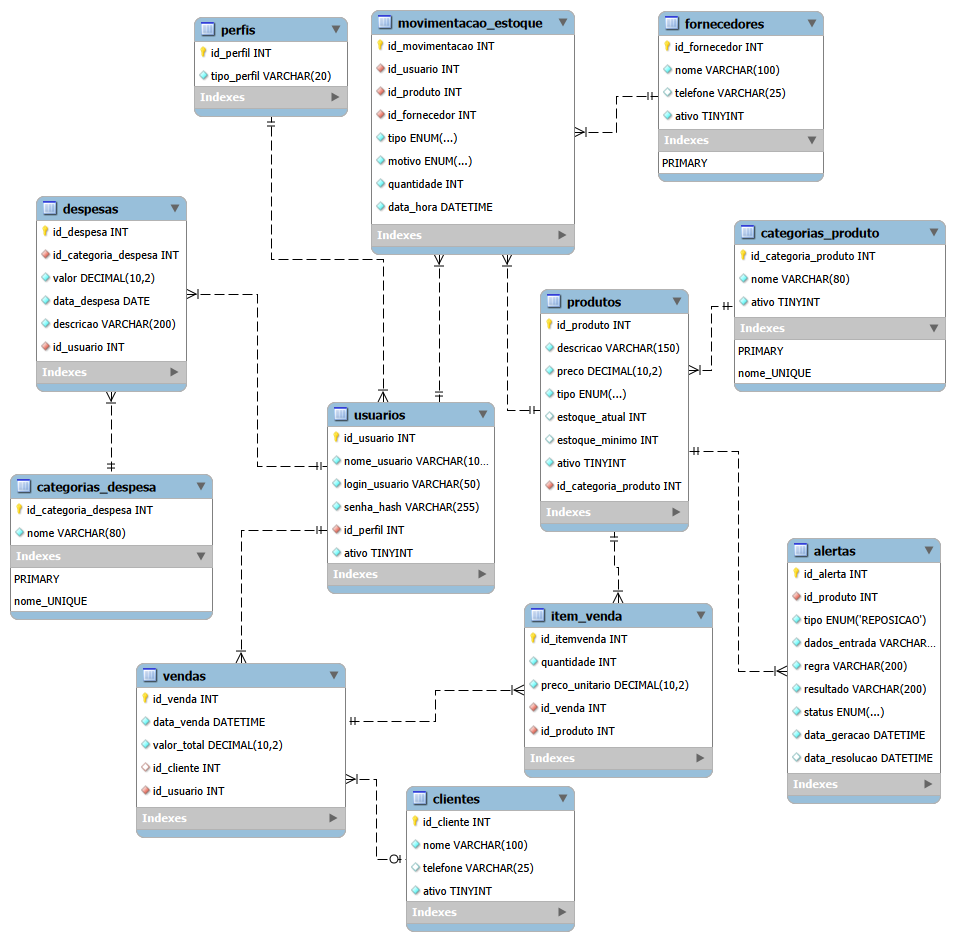 perfis
id_perfil INT
tipo_perfil VARCHAR(20)
Indexes
movimentacao_estoque
id_movimentacao INT
id_usuario INT
id_produto INT
id_fornecedor INT
tipo ENUM(...)
motivo ENUM(...)
quantidade INT
data_hora DATETIME
Indexes
fornecedores
id_fornecedor INT
nome VARCHAR(100)
telefone VARCHAR(25)
ativo TINYINT
Indexes
PRIMARY
despesas
id_despesa INT
id_categoria_despesa INT
valor DECIMAL(10,2)
data_despesa DATE
descricao VARCHAR(200)
id_usuario INT
Indexes
categorias_produto
id_categoria_produto INT
nome VARCHAR(80)
ativo TINYINT
Indexes
PRIMARY
nome_UNIQUE
produtos
id_produto INT
descricao VARCHAR(150)
preco DECIMAL(10,2)
tipo ENUM(...)
estoque_atual INT
estoque_minimo INT
ativo TINYINT
id_categoria_produto INT
Indexes
usuarios
id_usuario INT
nome_usuario VARCHAR(10...
login_usuario VARCHAR(50)
senha_hash VARCHAR(255)
id_perfil INT
ativo TINYINT
Indexes
categorias_despesa
id_categoria_despesa INT
nome VARCHAR(80)
Indexes
PRIMARY
nome_UNIQUE
alertas
id_alerta INT
id_produto INT
tipo ENUM('REPOSICAO')
dados_entrada VARCHAR...
regra VARCHAR(200)
resultado VARCHAR(200)
status ENUM(...)
data_geracao DATETIME
data_resolucao DATETIME
Indexes
item_venda
id_itemvenda INT
quantidade INT
preco_unitario DECIMAL(10,2)
id_venda INT
id_produto INT
Indexes
vendas
id_venda INT
data_venda DATETIME
valor_total DECIMAL(10,2)
id_cliente INT
id_usuario INT
Indexes
clientes
id_cliente INT
nome VARCHAR(100)
telefone VARCHAR(25)
ativo TINYINT
Indexes